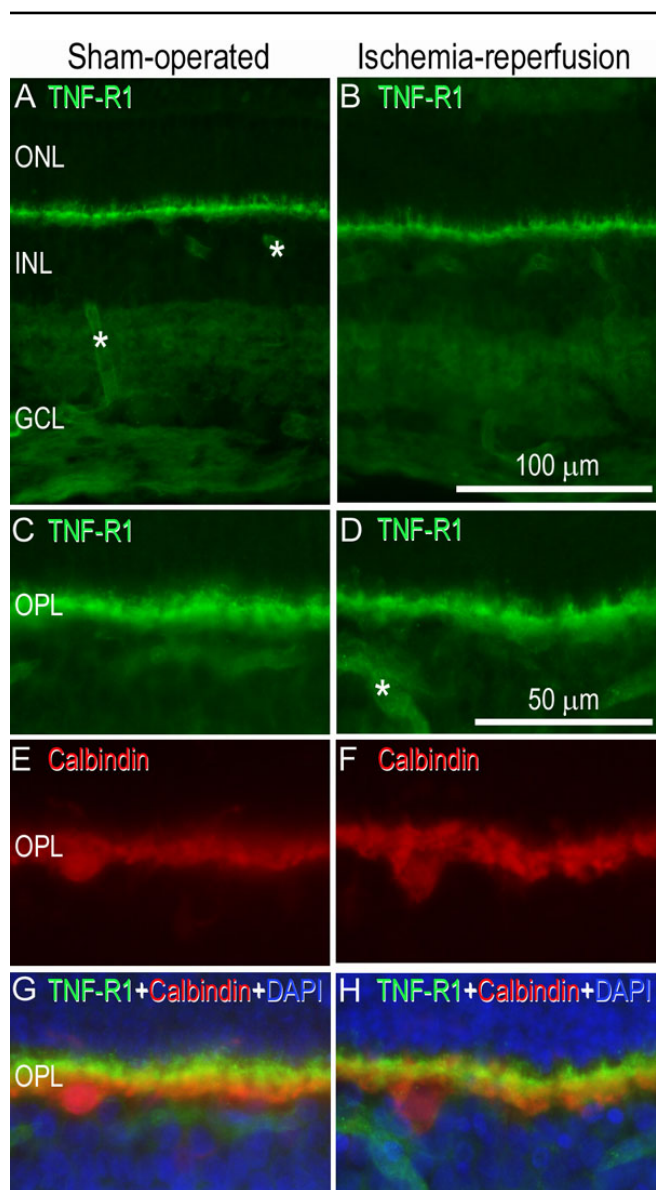 Sham-operated Ischemia-reperfusion
A TNF-R1 B TNF-R1
ONL
*
INL
*
GCL
100 µm
C TNF-R1 D TNF-R1
OPL
*
50 µm
E Calbindin F Calbindin
OPL
G TNF-R1+Calbindin+DAPI H TNF-R1+Calbindin+DAPI
OPL